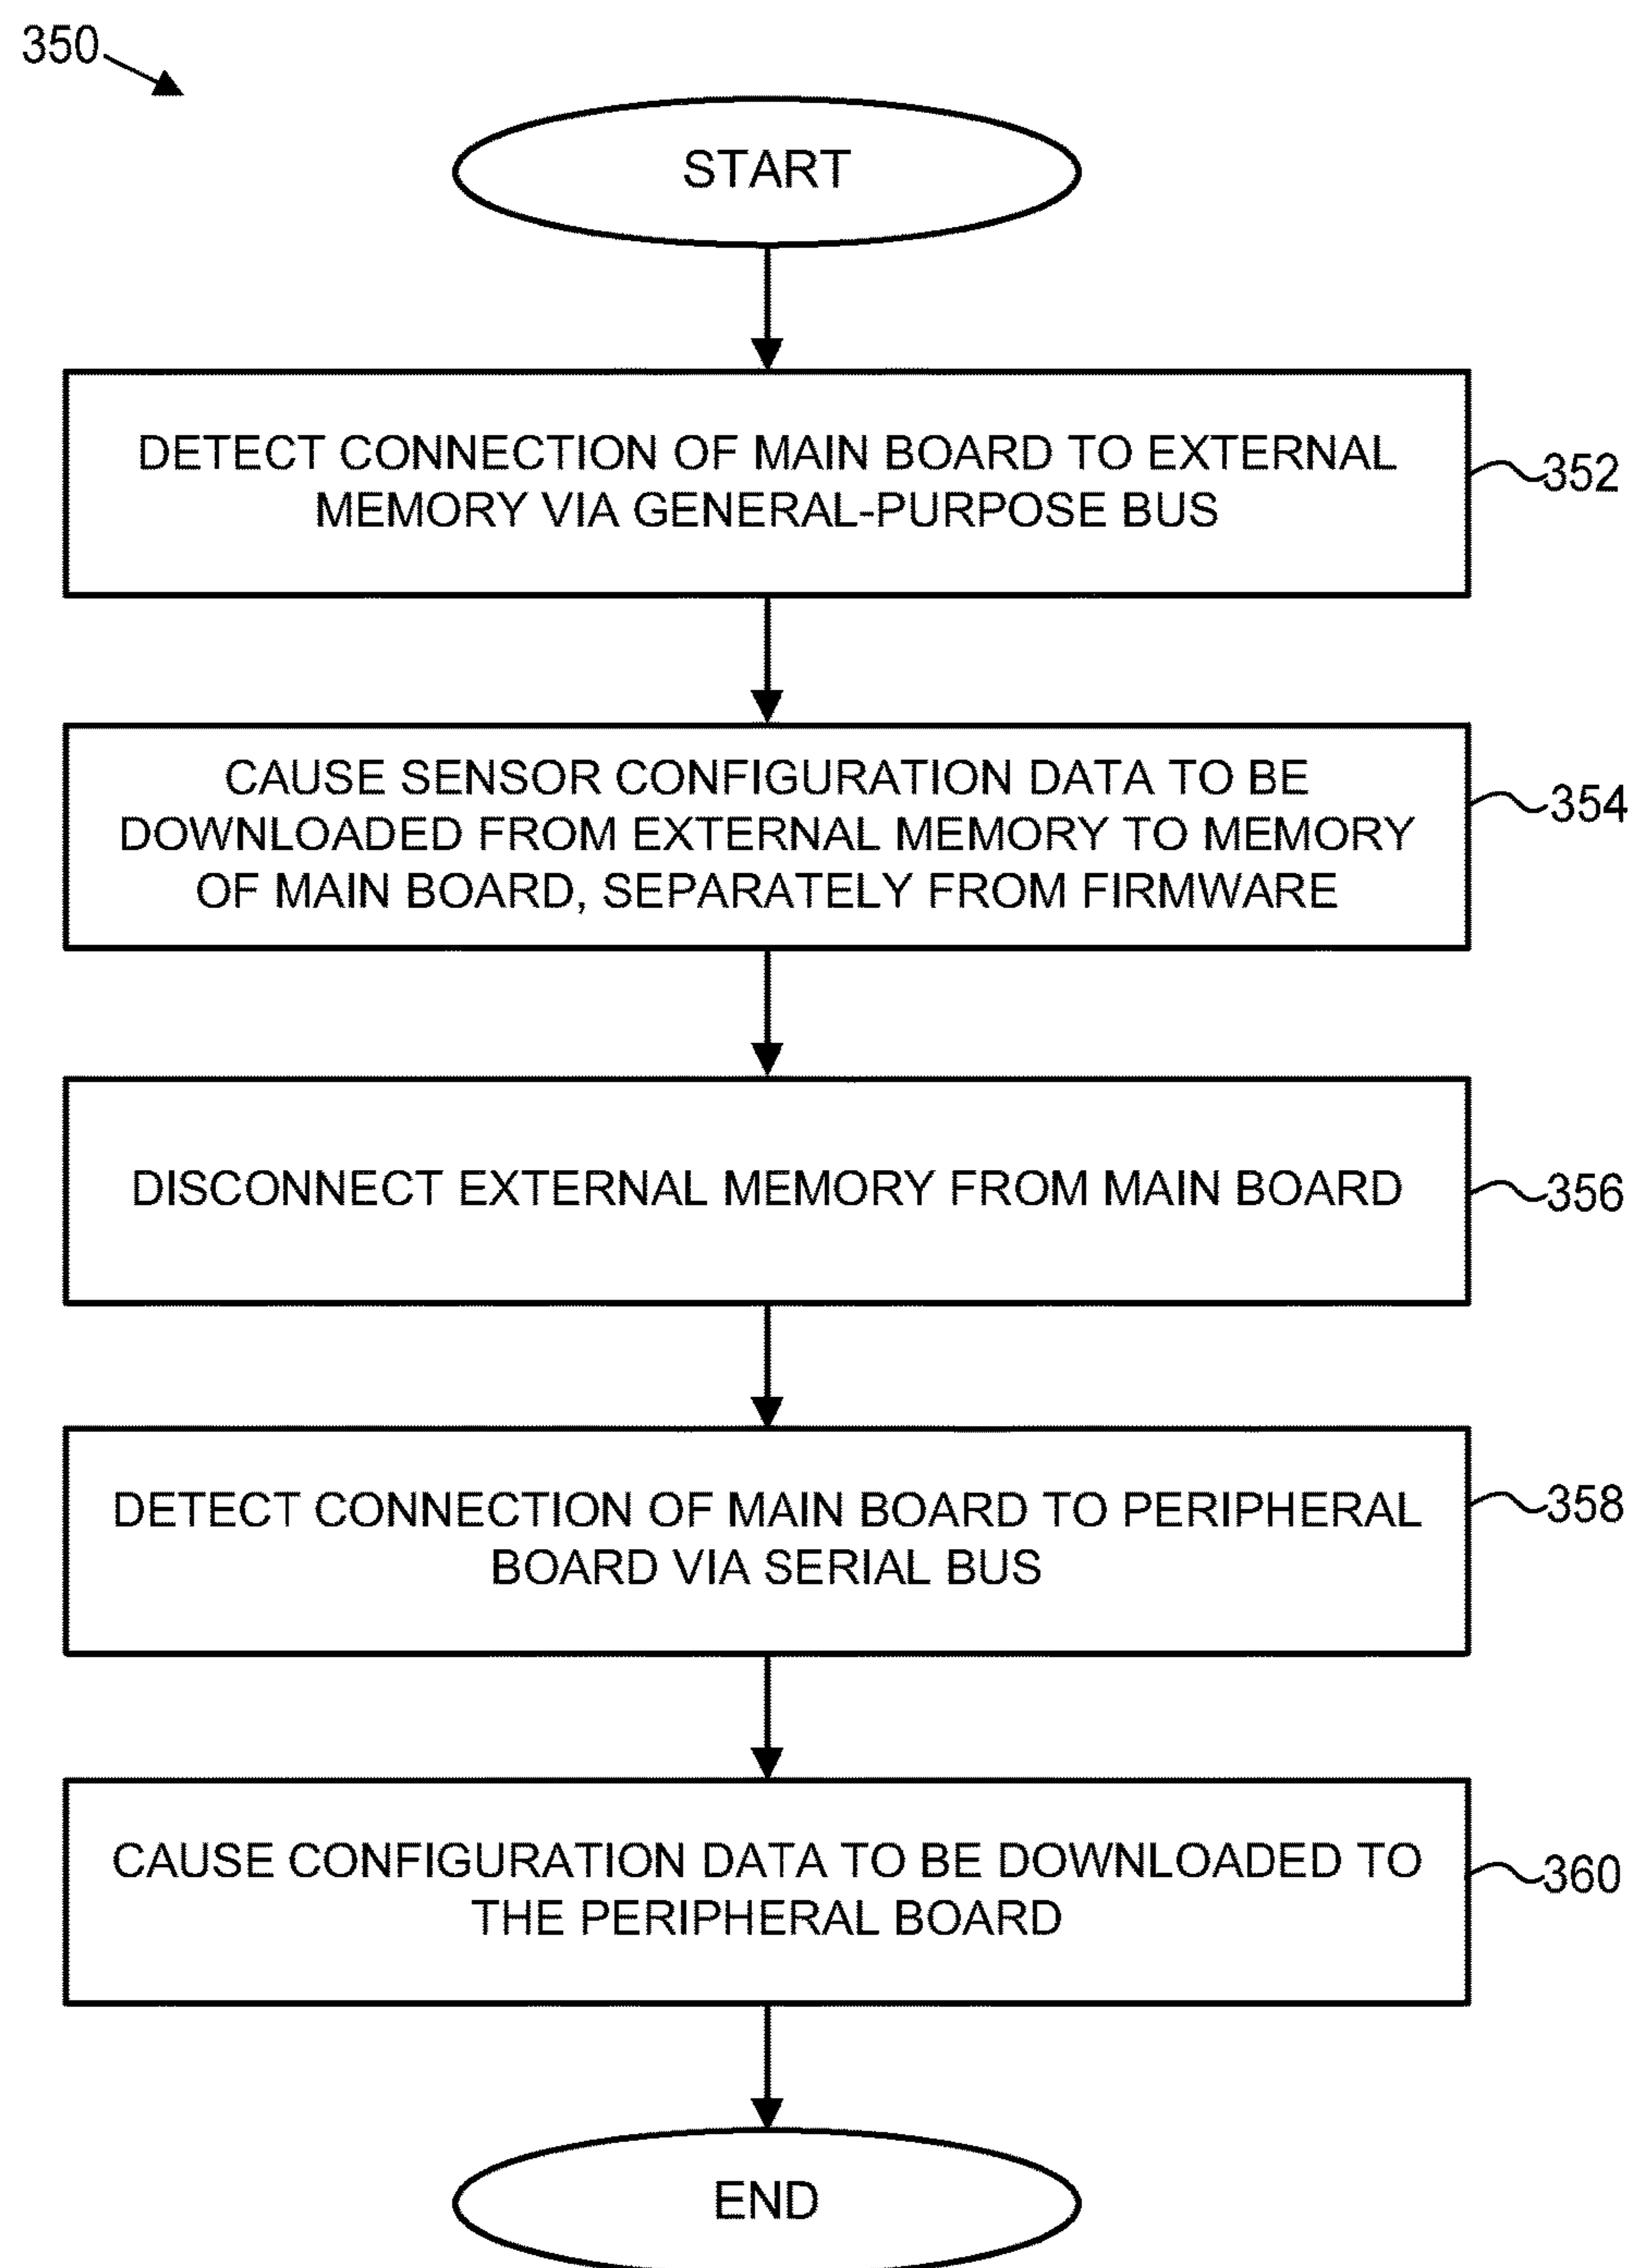 350
START
DETECT CONNECTION OF MAIN BOARD TO EXTERNAL
MEMORY VIA GENERAL-PURPOSE BUS
352
CAUSE SENSOR CONFIGURATION DATA TO BE
DOWNLOADED FROM EXTERNAL MEMORY TO MEMORY
OF MAIN BOARD, SEPARATELY FROM FIRMWARE
354
DISCONNECT EXTERNAL MEMORY FROM MAIN BOARD
356
DETECT CONNECTION OF MAIN BOARD TO PERIPHERAL
BOARD VIA SERIAL BUS
358
CAUSE CONFIGURATION DATA TO BE DOWNLOADED TO
THE PERIPHERAL BOARD
360
END